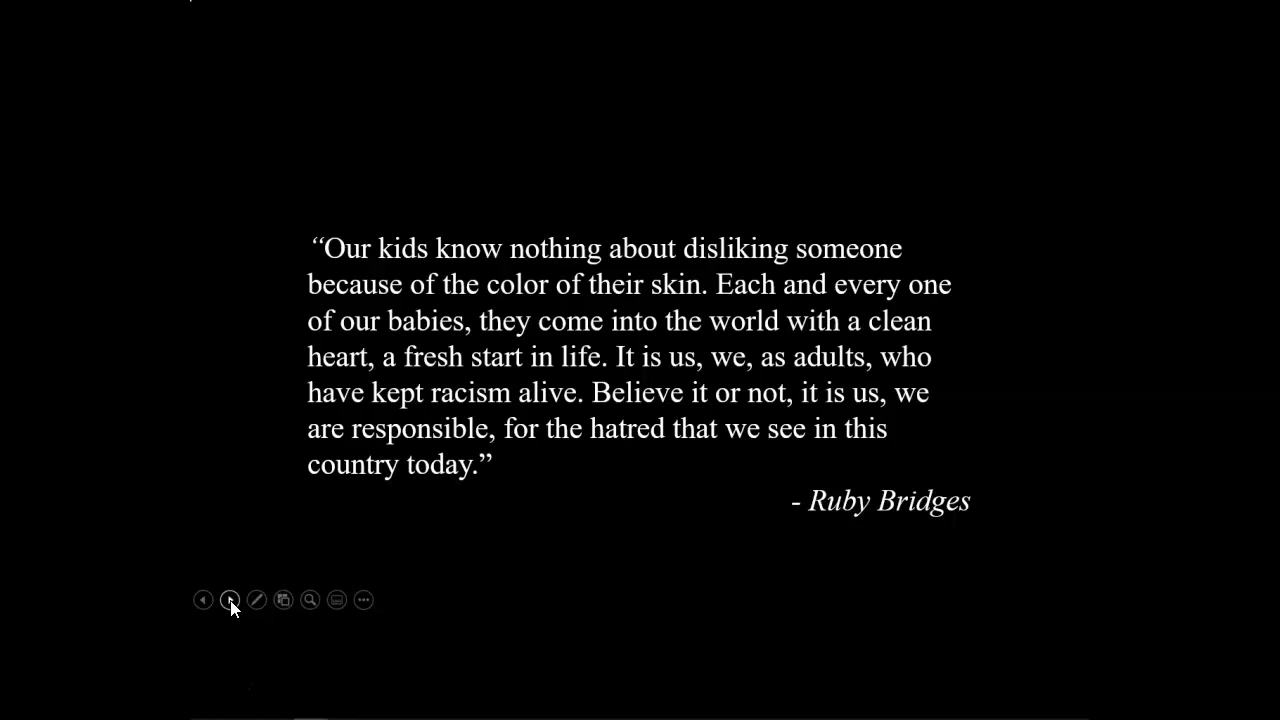 “Our kids know nothing about disliking someone
because of the color of their skin. Each and every one
of our babies, they come into the world with a clean
heart, a fresh start in life. It is us, we, as adults, who
have kept racism alive. Believe it or not, it is us, we
are responsible, for the hatred that we see in this
country today.”
- Ruby Bridges